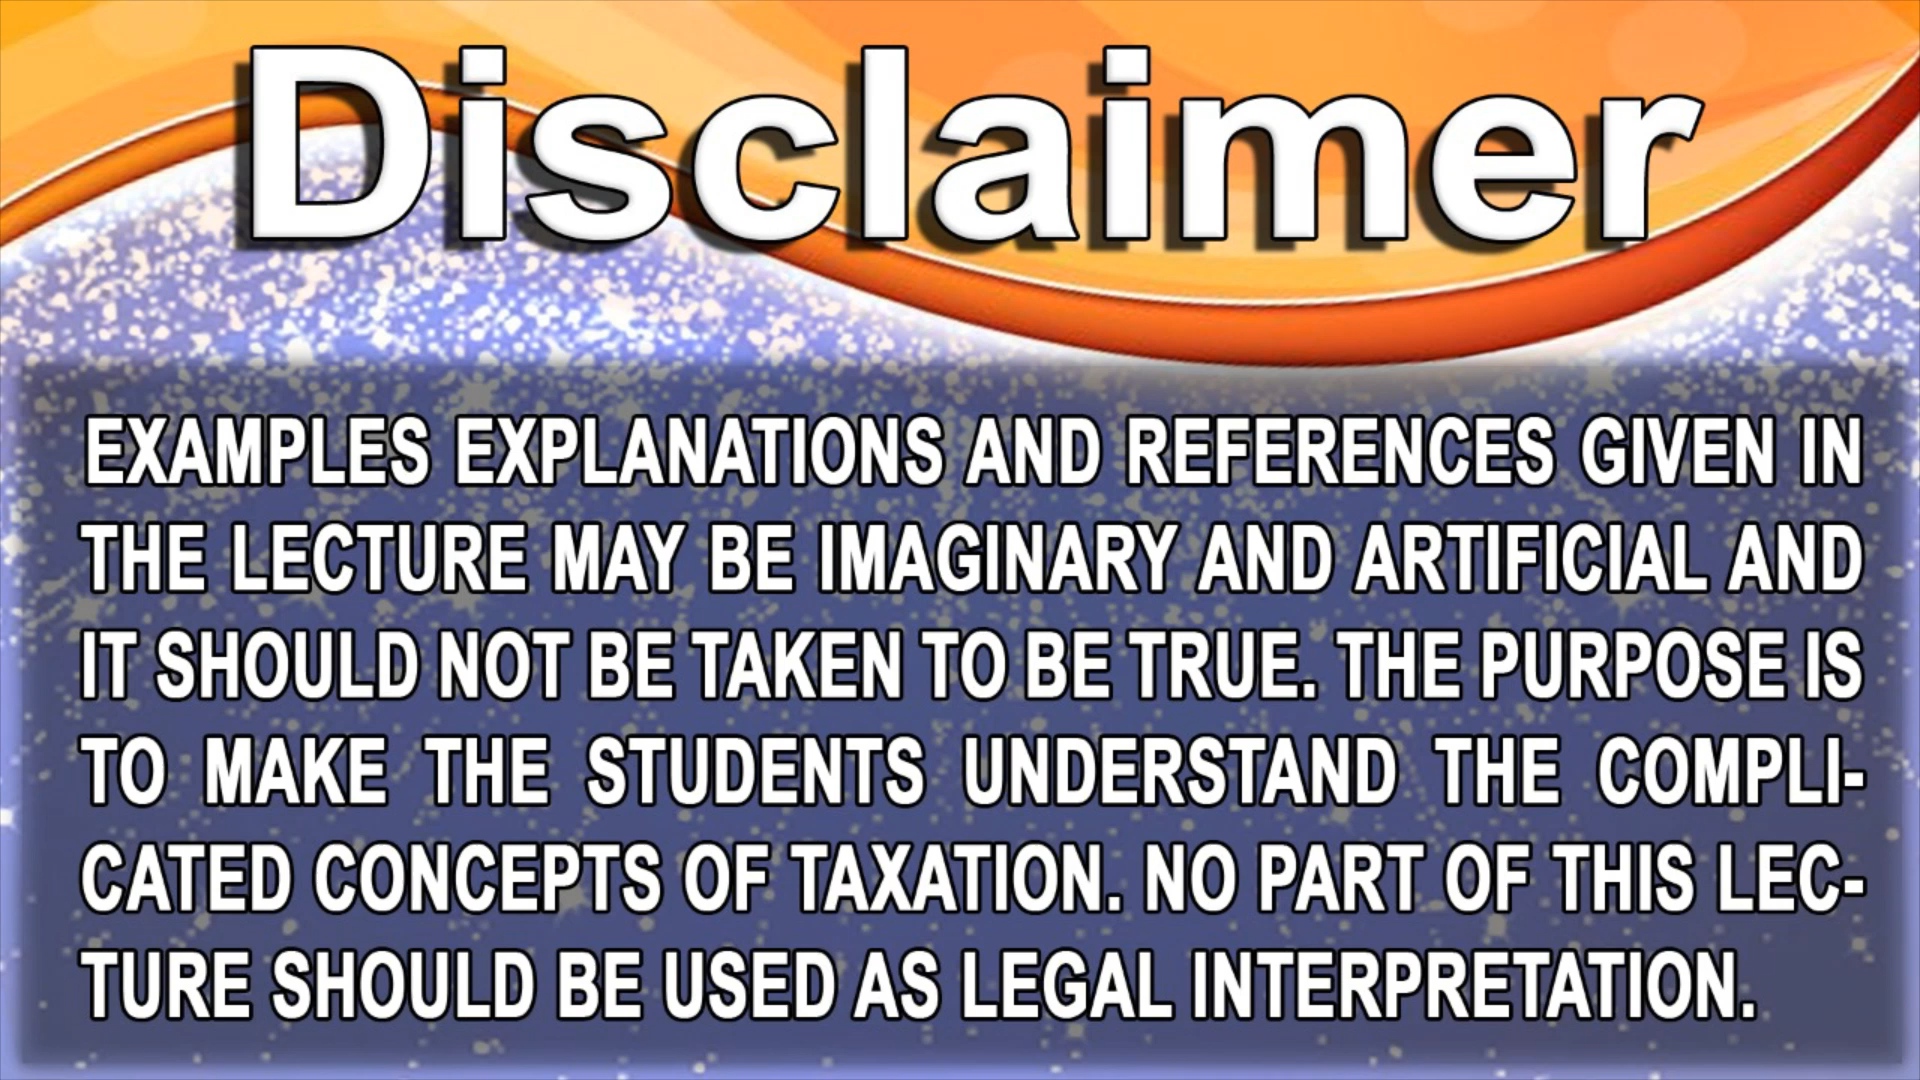 Disclaimer
EXAMPLES EXPLANATIONS AND REFERENCES GIVEN IN
THE LECTURE MAY BE IMAGINARY AND ARTIFICIAL AND
IT SHOULD NOT BE TAKEN TO BE TRUE. THE PURPOSE IS
TO MAKE THE STUDENTS UNDERSTAND THE COMPLI-
CATED CONCEPTS OF TAXATION. NO PART OF THIS LEC-
TURE SHOULD BE USED AS LEGAL INTERPRETATION.